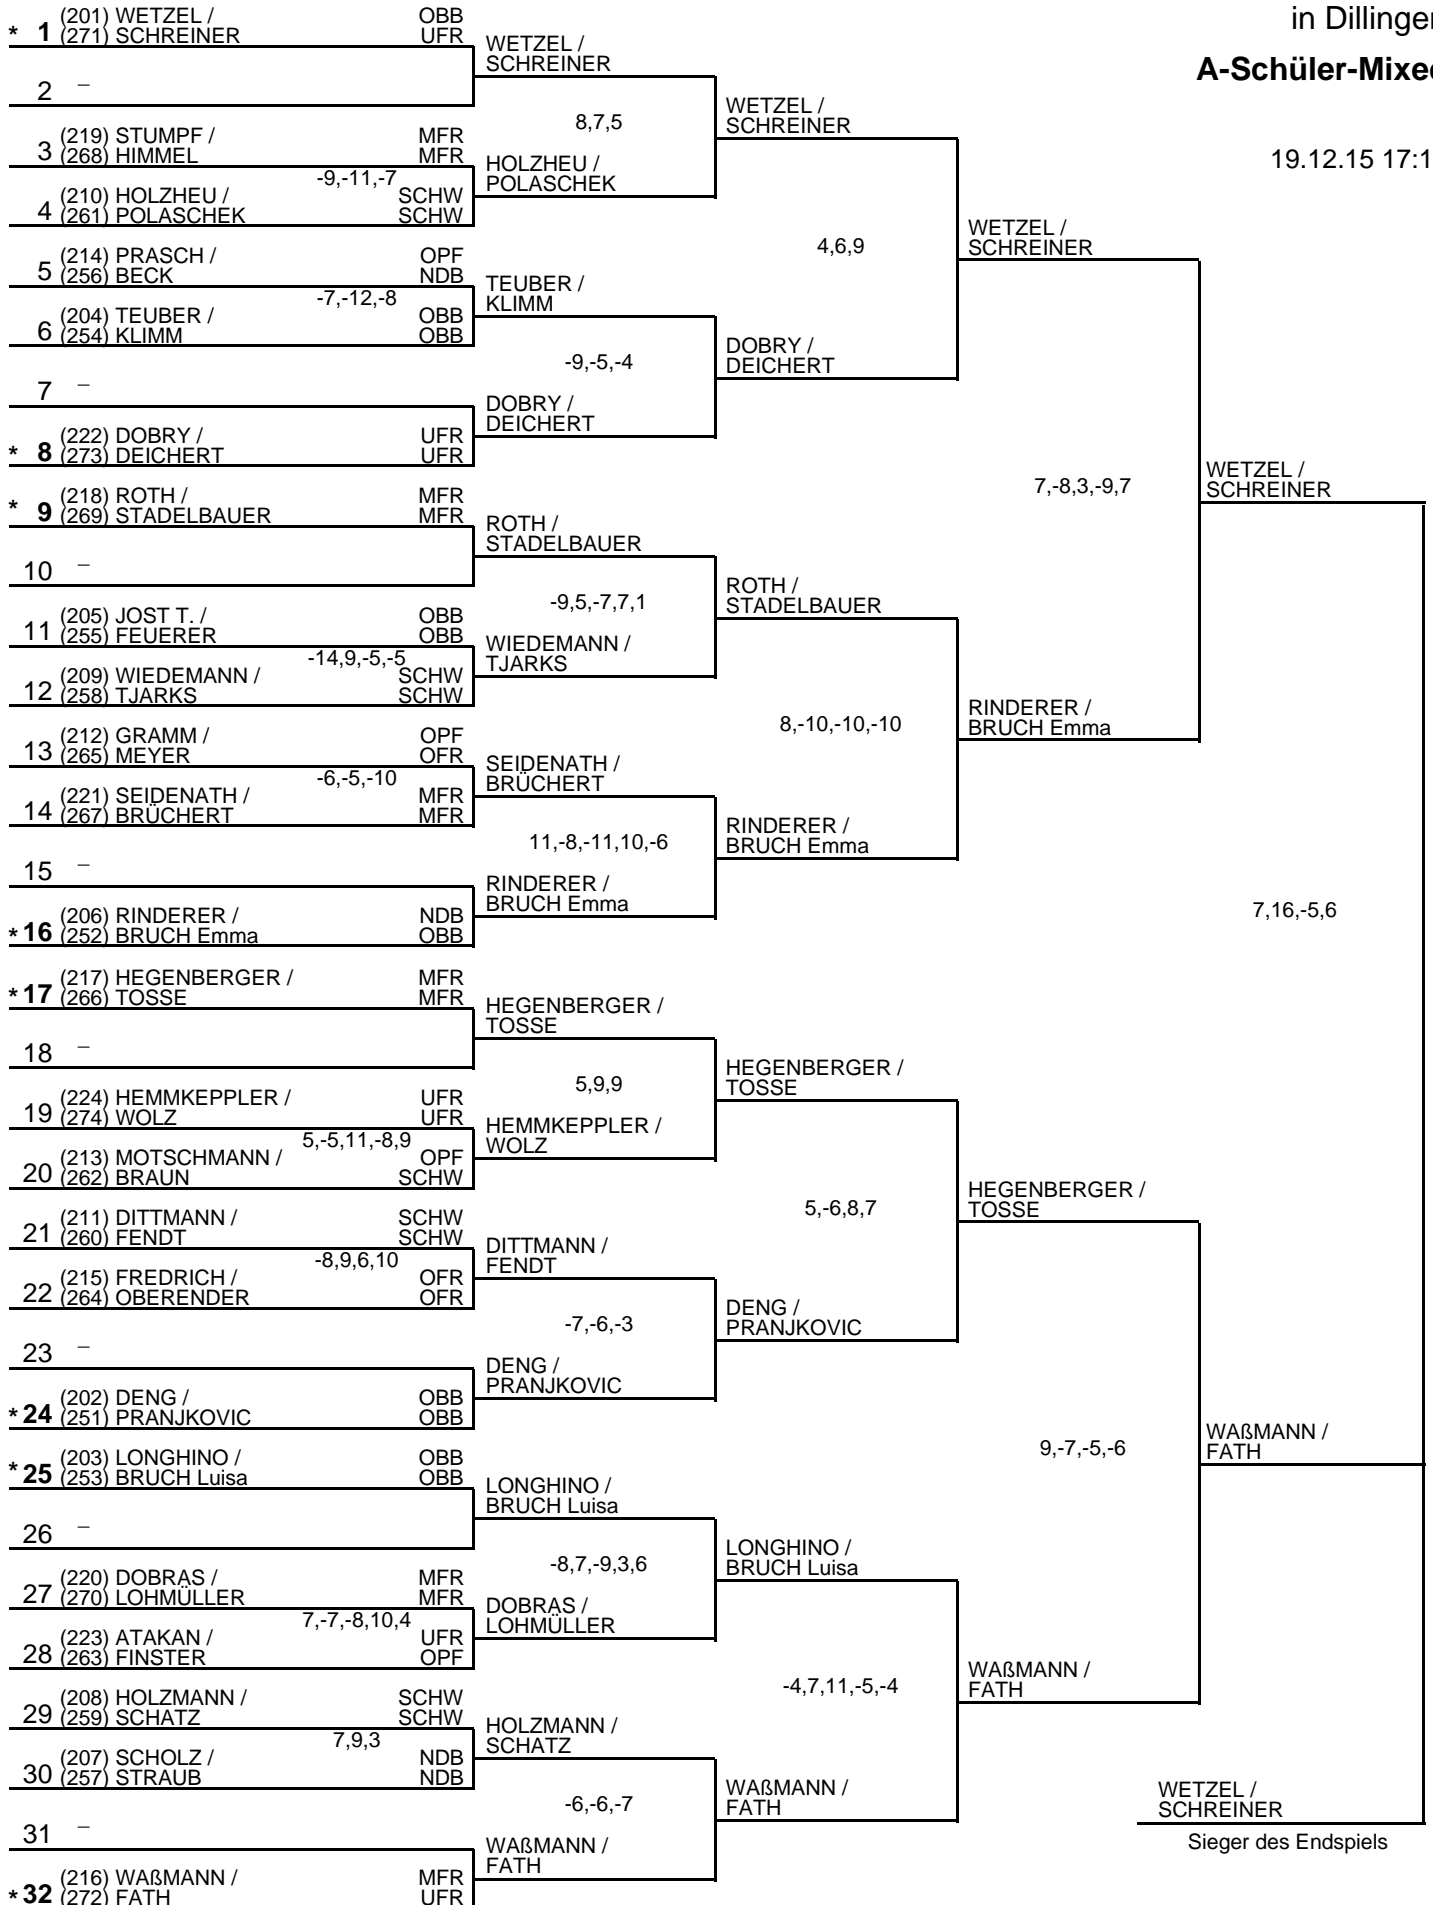 in Dillingen
A-Schüler-Mixed
19.12.15 17:1
(201) WETZEL / OBB
* 1 (271) SCHREINER UFR
2 –
(219) STUMPF / MFR
3 (268) HIMMEL MFR
-9,-11,-7
(210) HOLZHEU / SCHW
4 (261) POLASCHEK SCHW
(214) PRASCH / OPF
5 (256) BECK NDB
-7,-12,-8
(204) TEUBER / OBB
6 (254) KLIMM OBB
7 –
(222) DOBRY / UFR
* 8 (273) DEICHERT UFR
(218) ROTH / MFR
* 9 (269) STADELBAUER MFR
10 –
(205) JOST T. / OBB
11 (255) FEUERER OBB
-14,9,-5,-5
(209) WIEDEMANN / SCHW
12 (258) TJARKS SCHW
(212) GRAMM / OPF
13 (265) MEYER OFR
-6,-5,-10
(221) SEIDENATH / MFR
14 (267) BRÜCHERT MFR
15 –
(206) RINDERER / NDB
* 16 (252) BRUCH Emma OBB
(217) HEGENBERGER / MFR
* 17 (266) TOSSE MFR
18 –
(224) HEMMKEPPLER / UFR
19 (274) WOLZ UFR
5,-5,11,-8,9
(213) MOTSCHMANN / OPF
20 (262) BRAUN SCHW
(211) DITTMANN / SCHW
21 (260) FENDT SCHW
-8,9,6,10
(215) FREDRICH / OFR
22 (264) OBERENDER OFR
23 –
(202) DENG / OBB
* 24 (251) PRANJKOVIC OBB
(203) LONGHINO / OBB
* 25 (253) BRUCH Luisa OBB
26 –
(220) DOBRAS / MFR
27 (270) LOHMÜLLER MFR
7,-7,-8,10,4
(223) ATAKAN / UFR
28 (263) FINSTER OPF
(208) HOLZMANN / SCHW
29 (259) SCHATZ SCHW
7,9,3
(207) SCHOLZ / NDB
30 (257) STRAUB NDB
31 –
(216) WAßMANN / MFR
* 32 (272) FATH UFR
WETZEL /
SCHREINER
8,7,5
HOLZHEU /
POLASCHEK
TEUBER /
KLIMM
-9,-5,-4
DOBRY /
DEICHERT
ROTH /
STADELBAUER
-9,5,-7,7,1
WIEDEMANN /
TJARKS
SEIDENATH /
BRÜCHERT
11,-8,-11,10,-6
RINDERER /
BRUCH Emma
HEGENBERGER /
TOSSE
5,9,9
HEMMKEPPLER /
WOLZ
DITTMANN /
FENDT
-7,-6,-3
DENG /
PRANJKOVIC
LONGHINO /
BRUCH Luisa
-8,7,-9,3,6
DOBRAS /
LOHMÜLLER
HOLZMANN /
SCHATZ
-6,-6,-7
WAßMANN /
FATH
WETZEL /
SCHREINER
4,6,9
DOBRY /
DEICHERT
ROTH /
STADELBAUER
8,-10,-10,-10
RINDERER /
BRUCH Emma
HEGENBERGER /
TOSSE
5,-6,8,7
DENG /
PRANJKOVIC
LONGHINO /
BRUCH Luisa
-4,7,11,-5,-4
WAßMANN /
FATH
WETZEL /
SCHREINER
7,-8,3,-9,7
RINDERER /
BRUCH Emma
HEGENBERGER /
TOSSE
9,-7,-5,-6
WAßMANN /
FATH
WETZEL /
SCHREINER
7,16,-5,6
WAßMANN /
FATH
WETZEL /
SCHREINER
Sieger des Endspiels